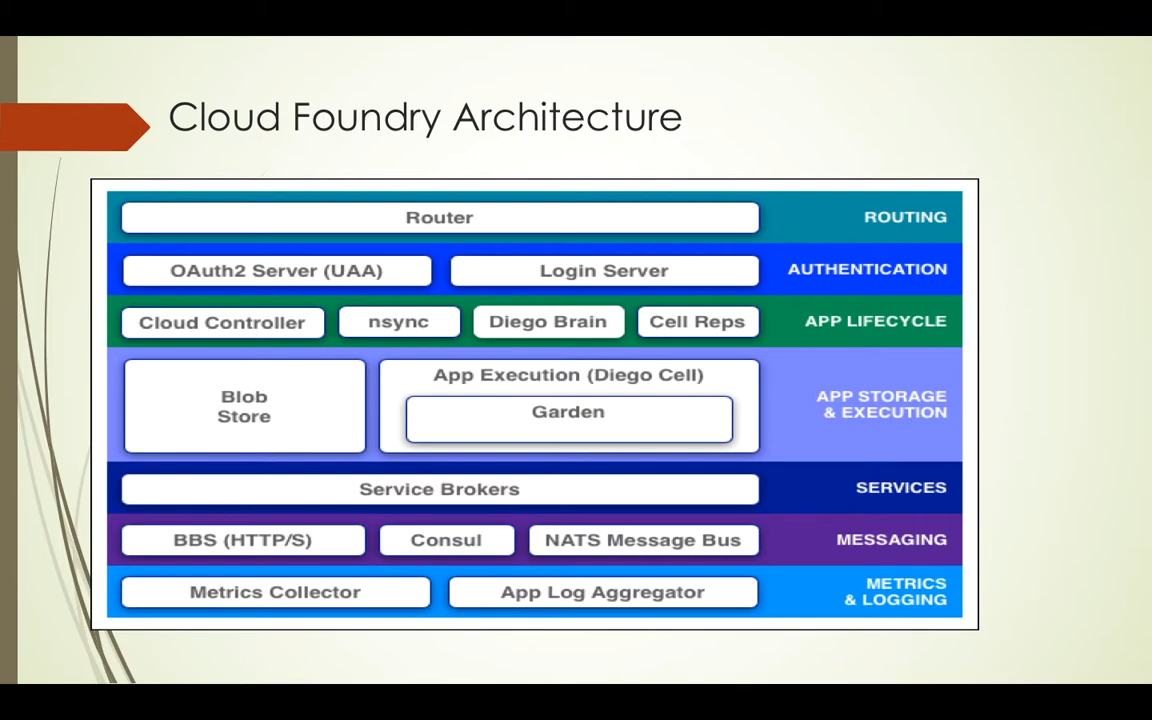 Cloud Foundry Architecture
Router
ROUTING
OAuth2 Server (UAA)
Login Server
AUTHENTICATION
Cloud Controller
nsync
Diego Brain
Cell Reps
APP LIFECYCLE
Blob
Store
App Execution (Diego Cell)
Garden
APP STORAGE
& EXECUTION
Service Brokers
SERVICES
BBS (HTTP/S)
Consul
NATS Message Bus
MESSAGING
Metrics Collector
App Log Aggregator
METRICS
& LOGGING